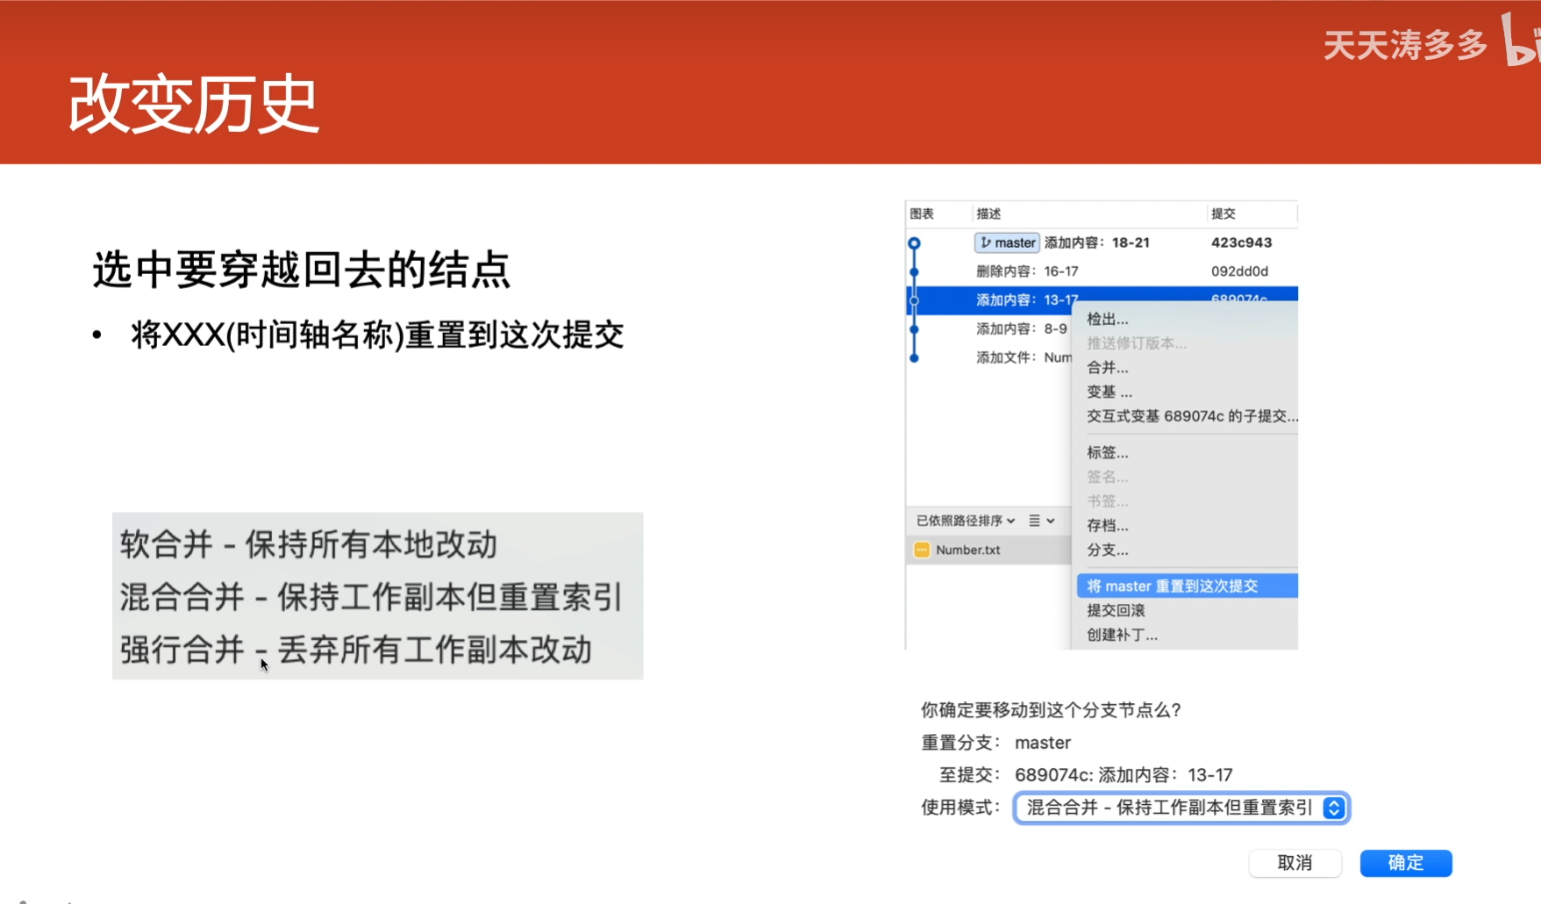 天天涛多多
改变历史
选中要穿越回去的结点
• 将XXX(时间轴名称)重置到这次提交
软合并 - 保持所有本地改动
混合合并 - 保持工作副本但重置索引
强行合并 - 丢弃所有工作副本改动
图表 描述 提交
master 添加内容：18-21 423c943
删除内容：16-17 092dd0d
添加内容：13-17 689074c
添加内容：8-9
添加文件：Num
检出...
推送修订版本...
合并...
变基 ...
交互式变基 689074c 的子提交...
标签...
签名...
书签...
存档...
分支...
将 master 重置到这次提交
提交回滚
创建补丁...
已依照路径排序
Number.txt
你确定要移动到这个分支节点么？
重置分支： master
至提交： 689074c: 添加内容：13-17
使用模式： 混合合并 - 保持工作副本但重置索引
取消 确定